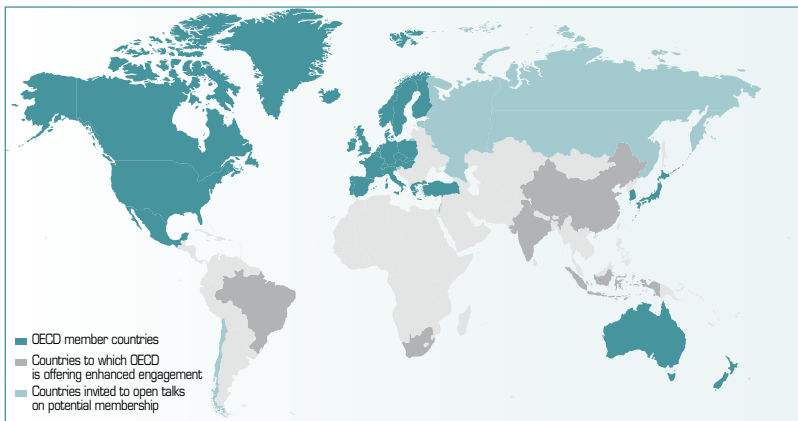 OECD member countries
Countries to which OECD
is offering enhanced engagement
Countries invited to open talks
on potential membership